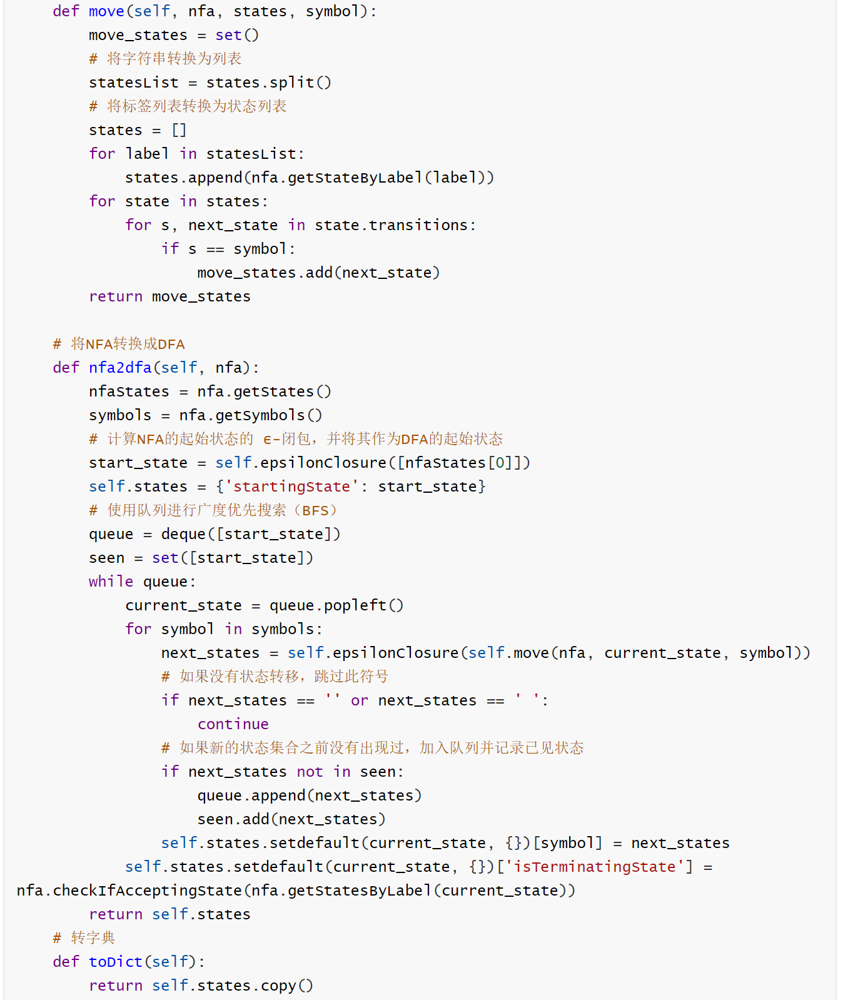 def move(self, nfa, states, symbol):
        move_states = set()
        # 将字符串转换为列表
        statesList = states.split()
        # 将标签列表转换为状态列表
        states = []
        for label in statesList:
            states.append(nfa.getStateByLabel(label))
        for state in states:
            for s, next_state in state.transitions:
                if s == symbol:
                    move_states.add(next_state)
        return move_states

    # 将NFA转换成DFA
    def nfa2dfa(self, nfa):
        nfaStates = nfa.getStates()
        symbols = nfa.getSymbols()
        # 计算NFA的起始状态的 ϵ-闭包，并将其作为DFA的起始状态
        start_state = self.epsilonClosure([nfaStates[0]])
        self.states = {'startingState': start_state}
        # 使用队列进行广度优先搜索（BFS）
        queue = deque([start_state])
        seen = set([start_state])
        while queue:
            current_state = queue.popleft()
            for symbol in symbols:
                next_states = self.epsilonClosure(self.move(nfa, current_state, symbol))
                # 如果没有状态转移，跳过此符号
                if next_states == '' or next_states == ' ':
                    continue
                # 如果新的状态集合之前没有出现过，加入队列并记录已见状态
                if next_states not in seen:
                    queue.append(next_states)
                    seen.add(next_states)
                self.states.setdefault(current_state, {})[symbol] = next_states
            self.states.setdefault(current_state, {})['isTerminatingState'] =
nfa.checkIfAcceptingState(nfa.getStatesByLabel(current_state))
        return self.states
    # 转字典
    def toDict(self):
        return self.states.copy()